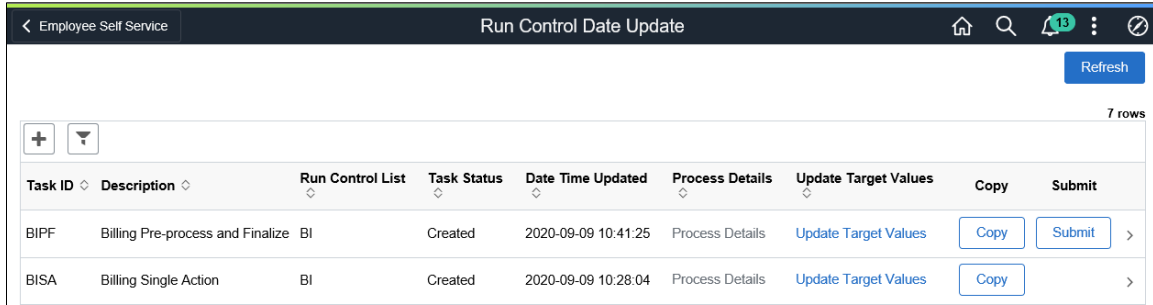 Employee Self Service Run Control Date Update 13
Refresh
7 rows
Task ID Description Run Control List Task Status Date Time Updated Process Details Update Target Values Copy Submit
BIPF Billing Pre-process and Finalize BI Created 2020-09-09 10:41:25 Process Details Update Target Values Copy Submit
BISA Billing Single Action BI Created 2020-09-09 10:28:04 Process Details Update Target Values Copy